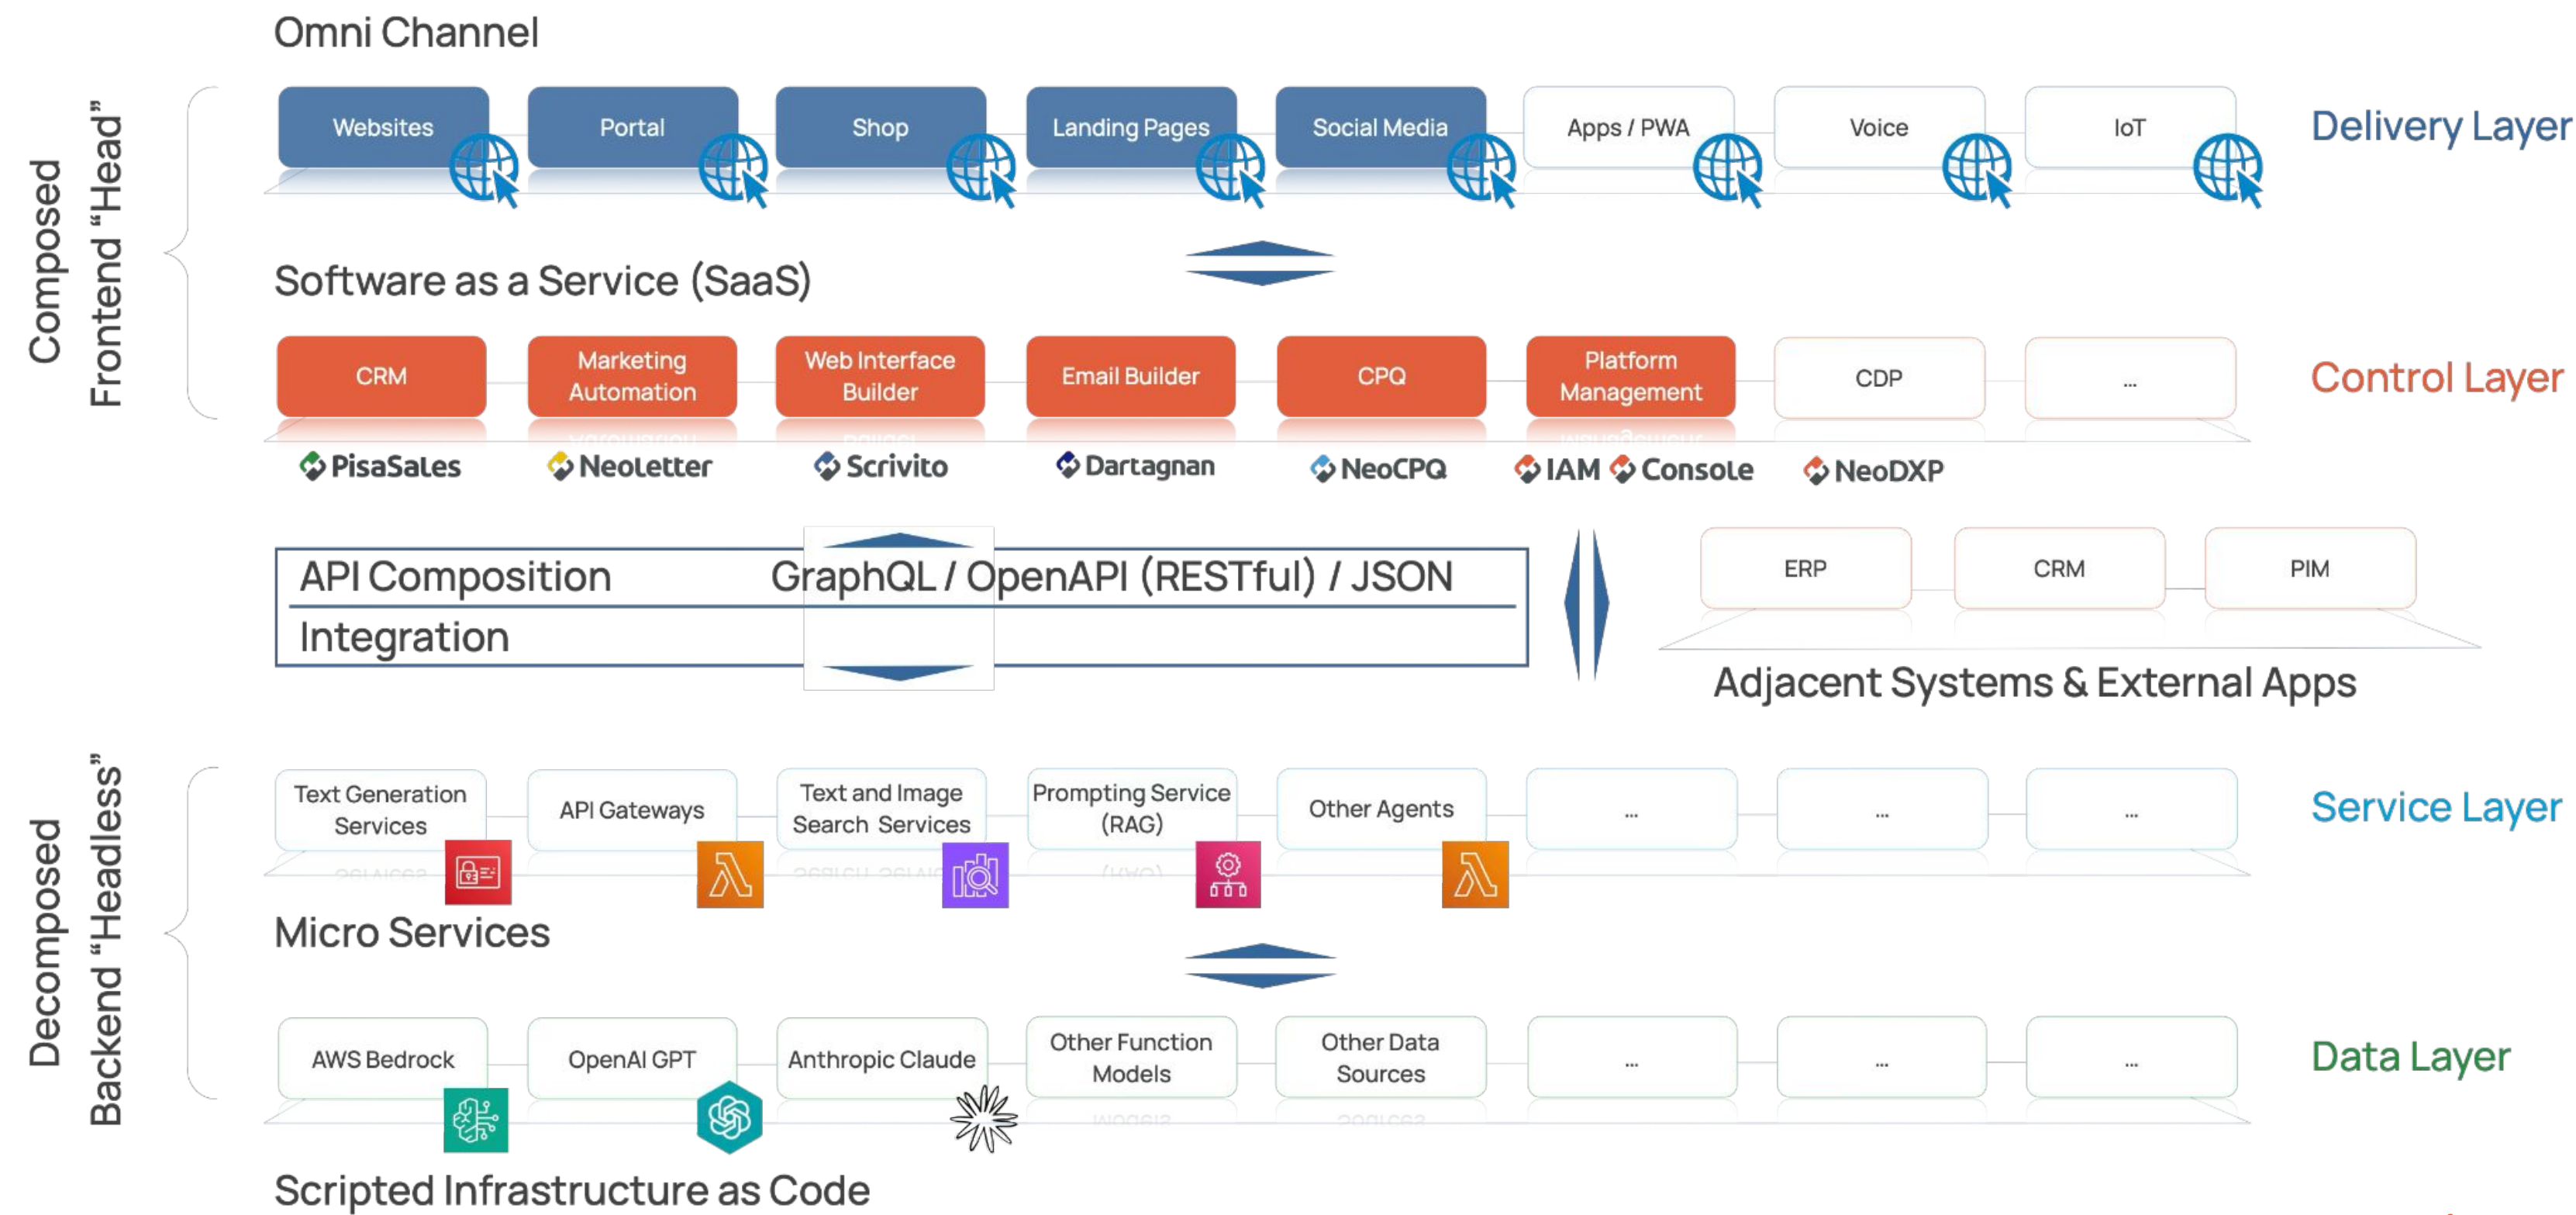 Omni Channel
Composed
Frontend “Head”
Websites
Portal
Shop
Landing Pages
Social Media
Apps / PWA
Voice
IoT
Delivery Layer
Software as a Service (SaaS)
CRM
Marketing
Automation
Web Interface
Builder
Email Builder
CPQ
Platform
Management
CDP
...
Control Layer
PisaSales
Neoletter
Scrivito
Dartagnan
NeoCPQ
IAM
Console
NeoDXP
API Composition
GraphQL / OpenAPI (RESTful) / JSON
Integration
ERP
CRM
PIM
Adjacent Systems & External Apps
Decomposed
Backend “Headless”
Text Generation
Services
API Gateways
Text and Image
Search Services
Prompting Service
(RAG)
Other Agents
...
...
...
Service Layer
Micro Services
AWS Bedrock
OpenAI GPT
Anthropic Claude
Other Function
Models
Other Data
Sources
...
...
...
Data Layer
Scripted Infrastructure as Code